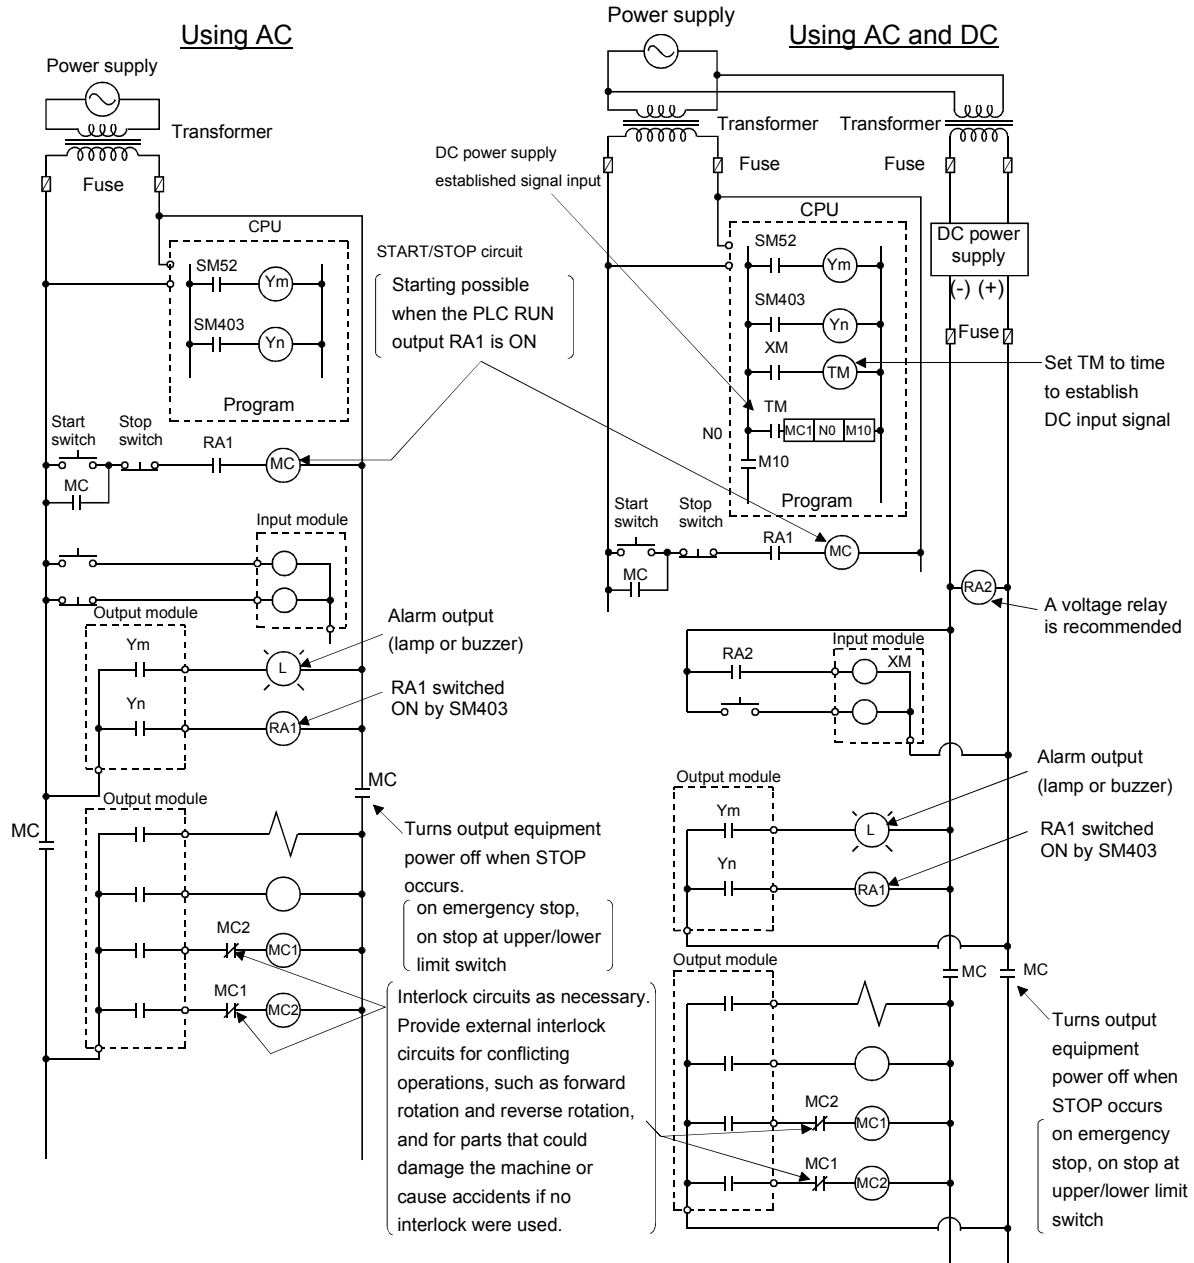 Using AC
Power supply
Transformer
Fuse
CPU
SM52
Ym
SM403
Yn
Program
START/STOP circuit
Starting possible
when the PLC RUN
output RA1 is ON
Start
switch
Stop
switch
RA1
MC
MC
Input module
Output module
Ym
L
Yn
RA1
Alarm output
(lamp or buzzer)
RA1 switched
ON by SM403
MC
Output module
MC
Turns output equipment
power off when STOP
occurs.
on emergency stop,
on stop at upper/lower
limit switch
MC2
MC1
MC1
MC2
Interlock circuits as necessary.
Provide external interlock
circuits for conflicting
operations, such as forward
rotation and reverse rotation,
and for parts that could
damage the machine or
cause accidents if no
interlock were used.
Power supply
Using AC and DC
Transformer
Transformer
DC power supply
established signal input
Fuse
Fuse
CPU
SM52
Ym
SM403
Yn
XM
TM
TM
N0
MC1 N0 M10
M10
Program
DC power
supply
(-) (+)
Fuse
Set TM to time
to establish
DC input signal
Start
switch
Stop
switch
RA1
MC
MC
RA2
A voltage relay
is recommended
Input module
RA2
XM
Output module
Ym
L
Yn
RA1
Alarm output
(lamp or buzzer)
RA1 switched
ON by SM403
Output module
MC
MC
Turns output
equipment
power off when
STOP occurs
on emergency
stop, on stop at
upper/lower limit
switch
MC2
MC1
MC1
MC2